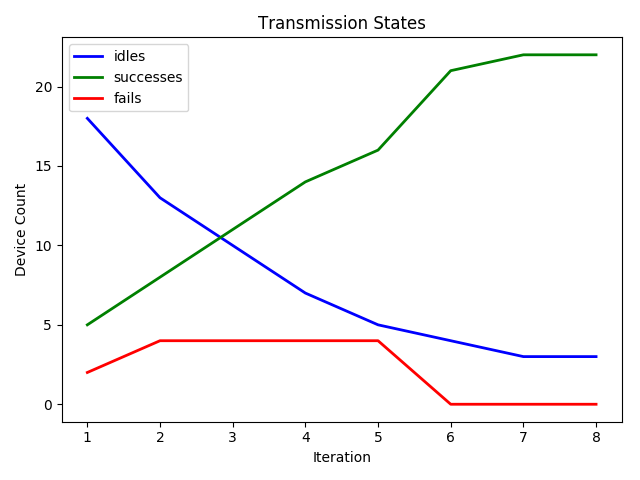 Transmission States
idles
successes
fails
Device Count
20
15
10
5
0
1 2 3 4 5 6 7 8
Iteration